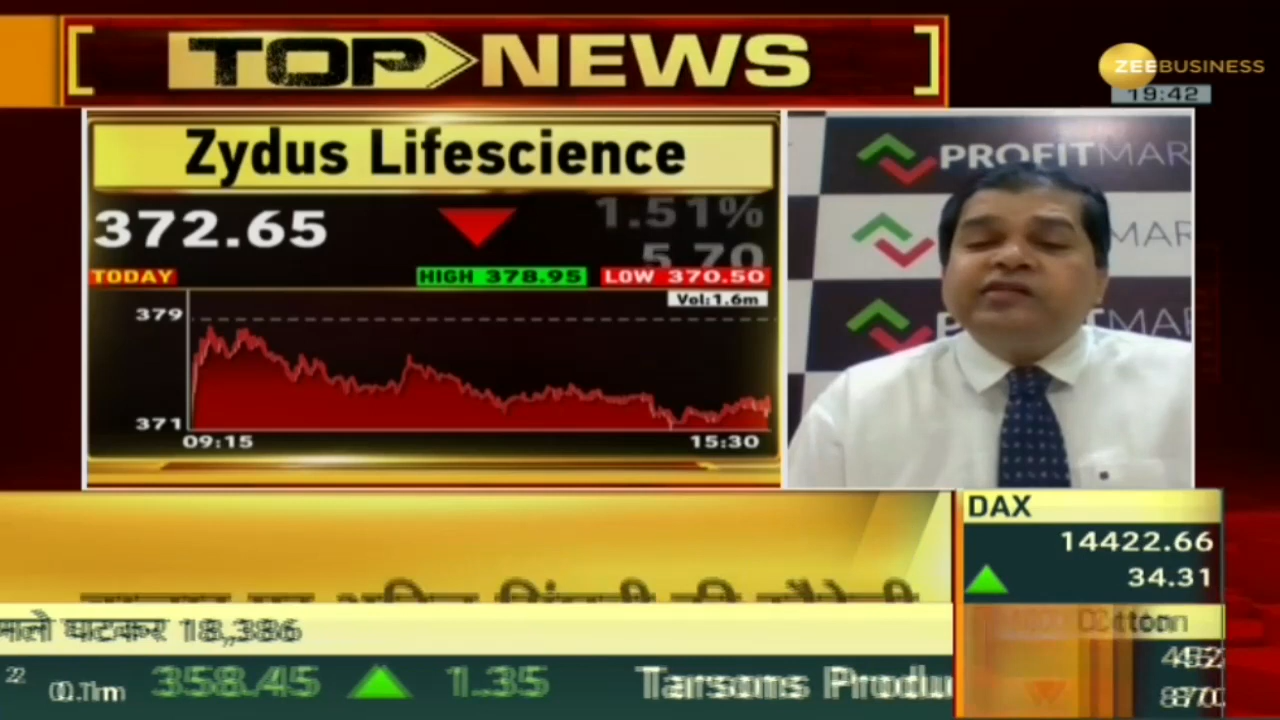 TOP NEWS
ZEEBUSINESS
19:42
Zydus Lifescience
372.65
1.51%
5.70
TODAY
HIGH 378.95
LOW 370.50
Vol:1.6m
379
371
09:15
15:30
PROFITMAR
MAR
MAR
DAX
14422.66
34.31
घटकर 18,386
358.45
1.35
Tarsons Produ